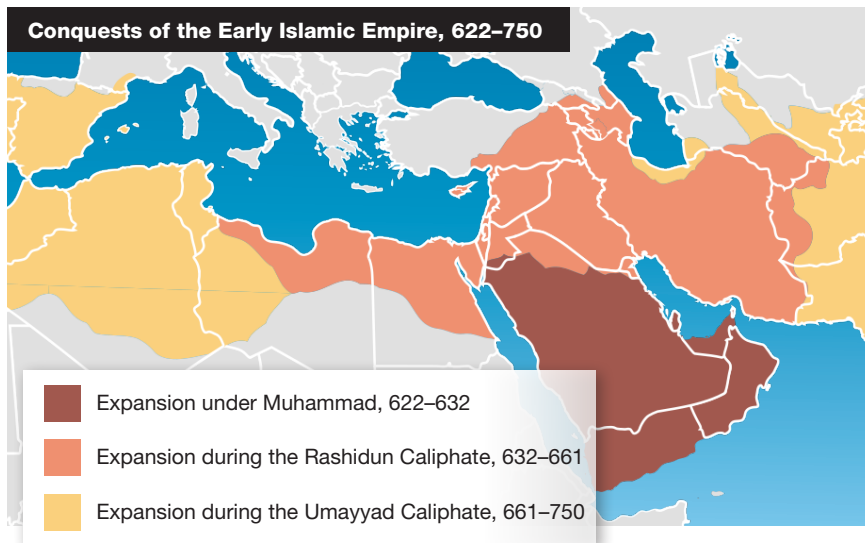 Conquests of the Early Islamic Empire, 622–750
Expansion under Muhammad, 622–632
Expansion during the Rashidun Caliphate, 632–661
Expansion during the Umayyad Caliphate, 661–750